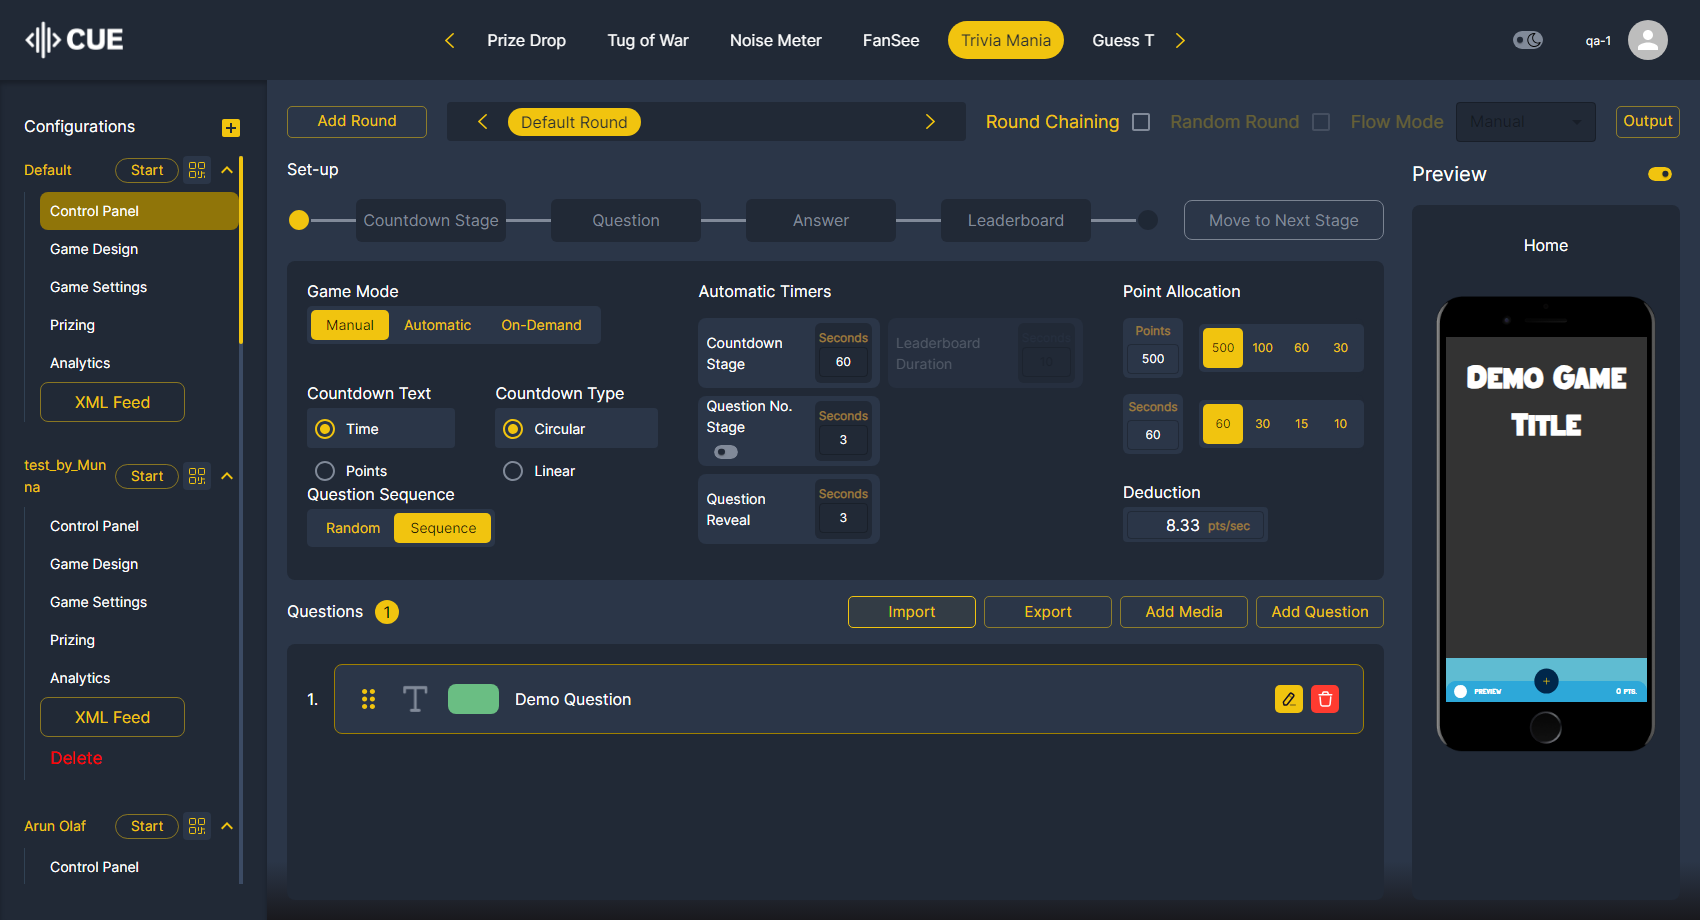 CUE
Prize Drop
Tug of War
Noise Meter
FanSee
Trivia Mania
Guess T
qa-1
Configurations
Default
Start
Control Panel
Game Design
Game Settings
Prizing
Analytics
XML Feed
test_by_Mun
na
Start
Control Panel
Game Design
Game Settings
Prizing
Analytics
XML Feed
Delete
Arun Olaf
Start
Control Panel
Add Round
Default Round
Round Chaining
Random Round
Flow Mode
Manual
Output
Set-up
Countdown Stage
Question
Answer
Leaderboard
Move to Next Stage
Game Mode
Manual
Automatic
On-Demand
Countdown Text
Time
Points
Countdown Type
Circular
Linear
Question Sequence
Random
Sequence
Automatic Timers
Countdown
Stage
Seconds
60
Leaderboard
Duration
Seconds
10
Question No.
Stage
Seconds
3
Question
Reveal
Seconds
3
Point Allocation
Points
500
500
100
60
30
Seconds
60
60
30
15
10
Deduction
8.33 pts/sec
Questions 1
Import
Export
Add Media
Add Question
1.
Demo Question
Preview
Home
Demo Game
Title
PREVIEW
0 PTS.